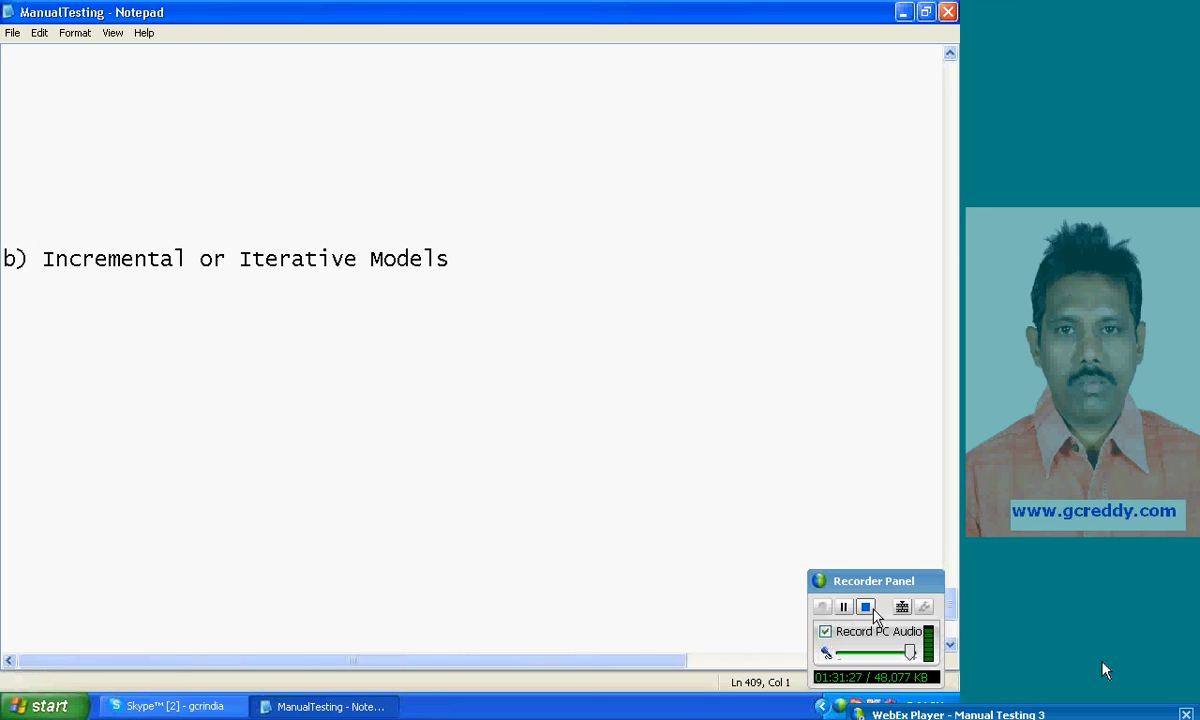 ManualTesting - Notepad
File Edit Format View Help
b) Incremental or Iterative Models
www.gcreddy.com
Recorder Panel
Record PC Audio
01:31:27 / 48,077 KB
Ln 409, Col 1
start
Skype™ [2] - gcrindia
ManualTesting - Note...
WebEx Player - Manual Testing 3